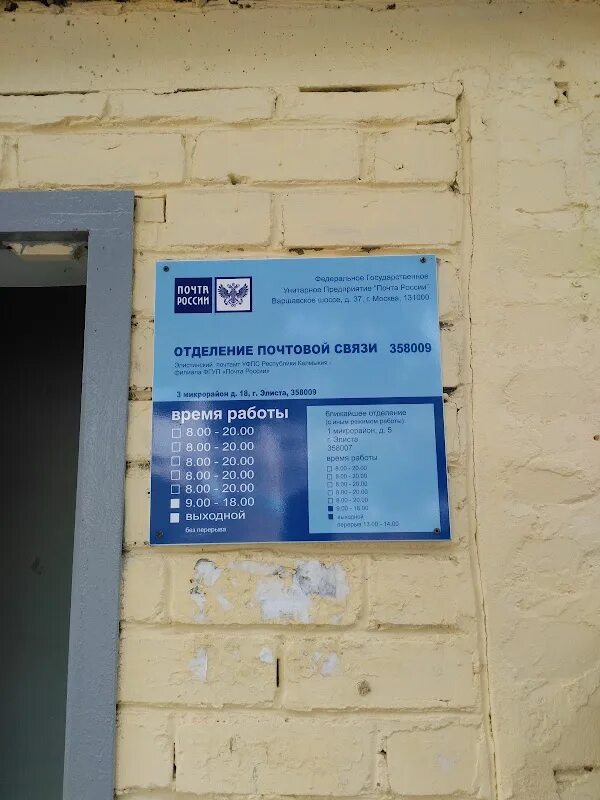 ПОЧТА
РОССИИ
Федеральное Государственное
Унитарное Предприятие "Почта России"
Варшавское шоссе, д. 37, г. Москва, 131000
ОТДЕЛЕНИЕ ПОЧТОВОЙ СВЯЗИ 358009
Элистинский почтамт УФПС Республики Калмыкия -
филиала ФГУП «Почта России»
3 микрорайон д. 18, г. Элиста, 358009
время работы
8.00 - 20.00
8.00 - 20.00
8.00 - 20.00
8.00 - 20.00
8.00 - 20.00
9.00 - 18.00
выходной
без перерыва
ближайшее отделение
(с иным режимом работы):
1 микрорайон, д. 5
г. Элиста
358007
время работы
8.00 - 20.00
8.00 - 20.00
8.00 - 20.00
8.00 - 20.00
8.00 - 20.00
9.00 - 18.00
выходной
перерыв 13.00 - 14.00